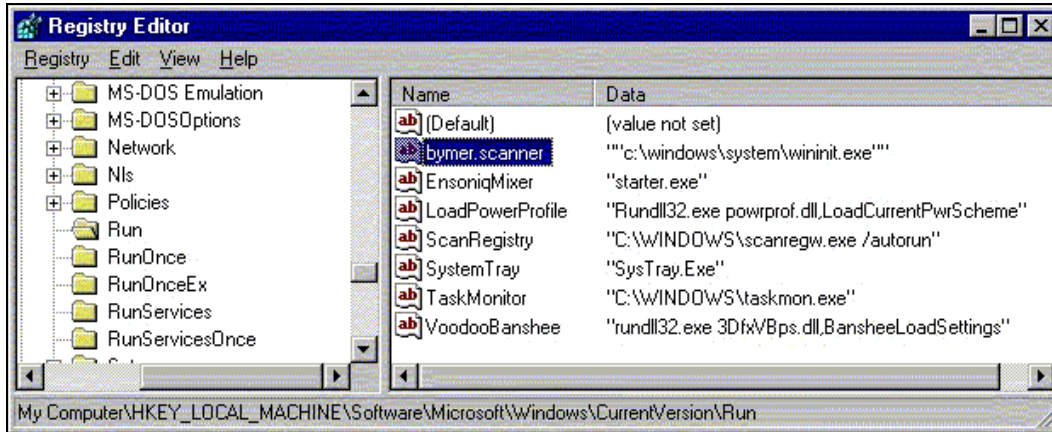 Registry Editor
Registry Edit View Help
MS-DOS Emulation
MS-DOSOptions
Network
Nls
Policies
Run
RunOnce
RunOnceEx
RunServices
RunServicesOnce
Name Data
(Default) (value not set)
bymer.scanner ""c:\windows\system\wininit.exe""
EnsoniqMixer "starter.exe"
LoadPowerProfile "Rundll32.exe powrprof.dll,LoadCurrentPwrScheme"
ScanRegistry "C:\WINDOWS\scanregw.exe /autorun"
SystemTray "SysTray.Exe"
TaskMonitor "C:\WINDOWS\taskmon.exe"
VoodooBanshee "rundll32.exe 3DfxVBps.dll,BansheeLoadSettings"
My Computer\HKEY_LOCAL_MACHINE\Software\Microsoft\Windows\CurrentVersion\Run